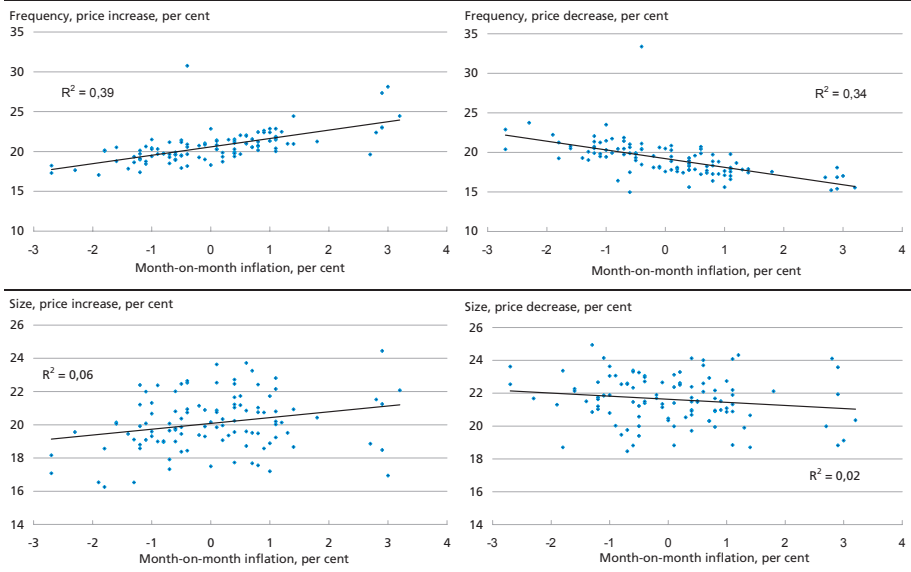 Frequency, price increase, per cent
35
30
25
20
15
10
R² = 0,39
-3 -2 -1 0 1 2 3 4
Month-on-month inflation, per cent
Frequency, price decrease, per cent
35
30
25
20
15
10
R² = 0,34
-3 -2 -1 0 1 2 3 4
Month-on-month inflation, per cent
Size, price increase, per cent
26
24
22
20
18
16
14
R² = 0,06
-3 -2 -1 0 1 2 3 4
Month-on-month inflation, per cent
Size, price decrease, per cent
26
24
22
20
18
16
14
R² = 0,02
-3 -2 -1 0 1 2 3 4
Month-on-month inflation, per cent